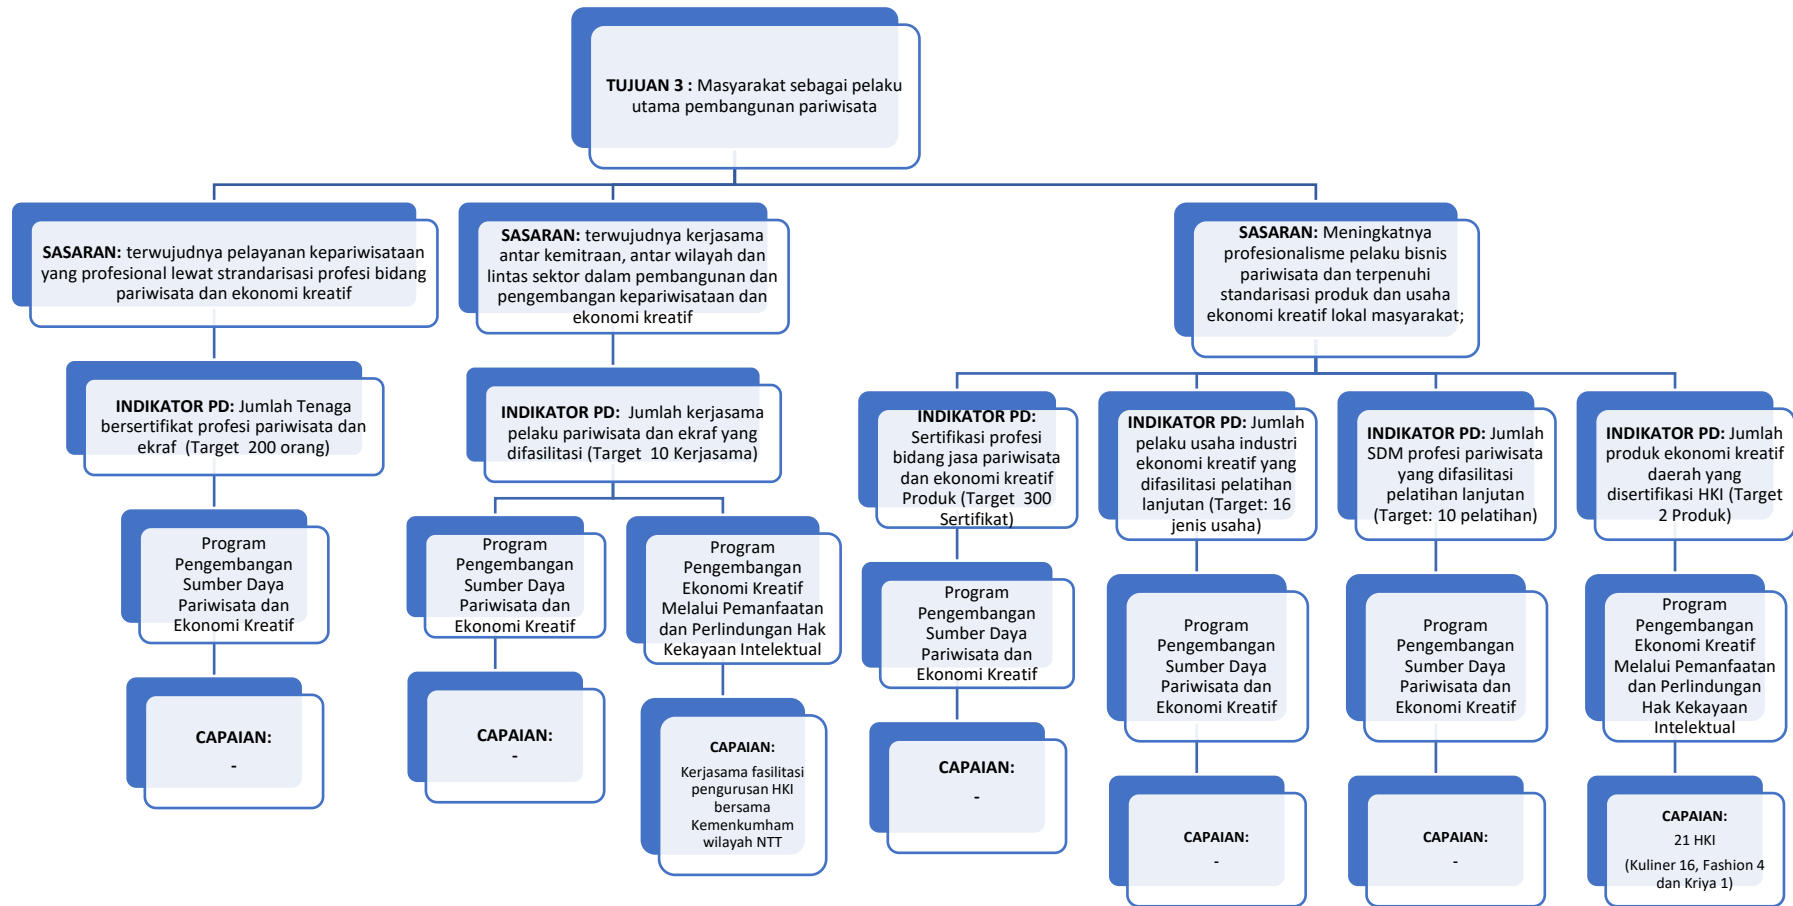 TUJUAN 3 : Masyarakat sebagai pelaku
utama pembangunan pariwisata
SASARAN: terwujudnya pelayanan kepariwisataan
yang profesional lewat strandarisasi profesi bidang
pariwisata dan ekonomi kreatif
SASARAN: terwujudnya kerjasama
antar kemitraan, antar wilayah dan
lintas sektor dalam pembangunan dan
pengembangan kepariwisataan dan
ekonomi kreatif
SASARAN: Meningkatnya
profesionalisme pelaku bisnis
pariwisata dan terpenuhi
standarisasi produk dan usaha
ekonomi kreatif lokal masyarakat;
INDIKATOR PD: Jumlah Tenaga
bersertifikat profesi pariwisata dan
ekraf (Target 200 orang)
INDIKATOR PD: Jumlah kerjasama
pelaku pariwisata dan ekraf yang
difasilitasi (Target 10 Kerjasama)
INDIKATOR PD:
Sertifikasi profesi
bidang jasa pariwisata
dan ekonomi kreatif
Produk (Target 300
Sertifikat)
INDIKATOR PD: Jumlah
pelaku usaha industri
ekonomi kreatif yang
difasilitasi pelatihan
lanjutan (Target: 16
jenis usaha)
INDIKATOR PD: Jumlah
SDM profesi pariwisata
yang difasilitasi
pelatihan lanjutan
(Target: 10 pelatihan)
INDIKATOR PD: Jumlah
produk ekonomi kreatif
daerah yang
disertifikasi HKI (Target
2 Produk)
Program
Pengembangan
Sumber Daya
Pariwisata dan
Ekonomi Kreatif
Program
Pengembangan
Sumber Daya
Pariwisata dan
Ekonomi Kreatif
Program
Pengembangan
Ekonomi Kreatif
Melalui Pemanfaatan
dan Perlindungan Hak
Kekayaan Intelektual
Program
Pengembangan
Sumber Daya
Pariwisata dan
Ekonomi Kreatif
Program
Pengembangan
Sumber Daya
Pariwisata dan
Ekonomi Kreatif
Program
Pengembangan
Sumber Daya
Pariwisata dan
Ekonomi Kreatif
Program
Pengembangan
Ekonomi Kreatif
Melalui Pemanfaatan
dan Perlindungan
Hak Kekayaan
Intelektual
CAPAIAN:
-
CAPAIAN:
-
CAPAIAN:
Kerjasama fasilitasi
pengurusan HKI
bersama
Kemenkumham
wilayah NTT
CAPAIAN:
-
CAPAIAN:
-
CAPAIAN:
-
CAPAIAN:
21 HKI
(Kuliner 16, Fashion 4
dan Kriya 1)